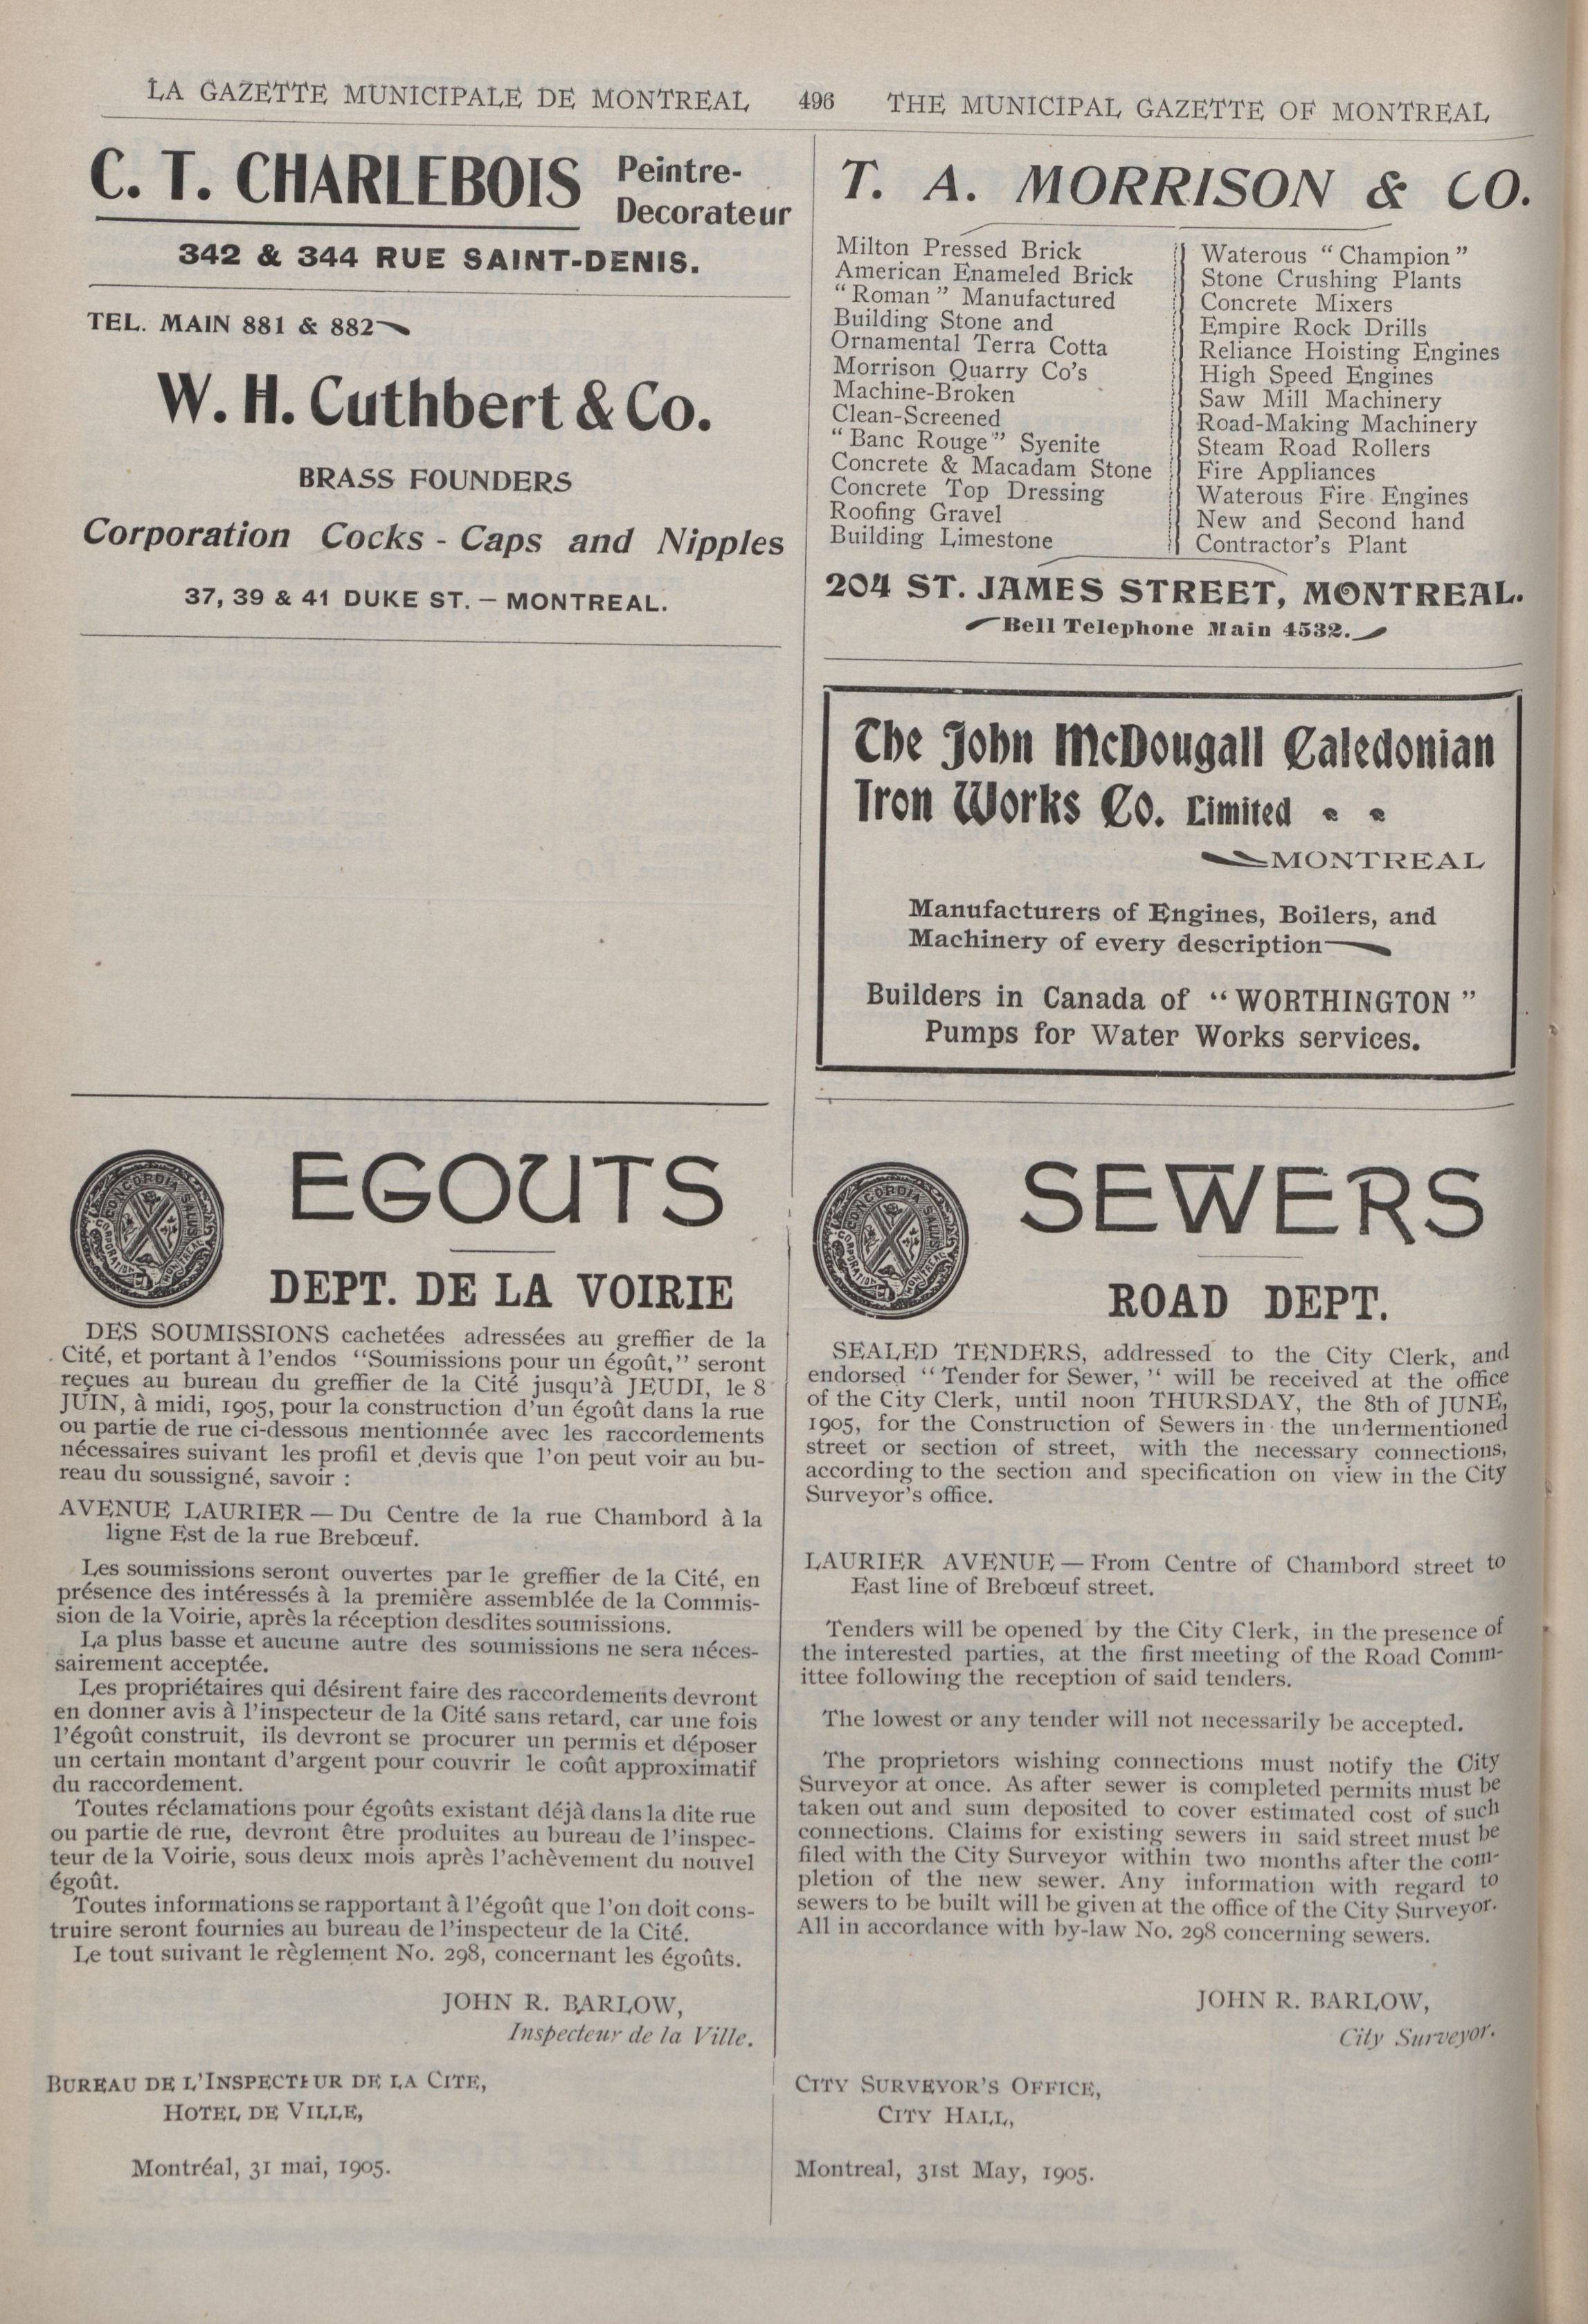 LA GAZETTE MUNICIPALE DE MONTREAL 496 THE MUNICIPAL GAZETTE OF MONTREAL
C. T. CHARLEBOIS Peintre-
Decorateur
342 & 344 RUE SAINT-DENIS.
TEL. MAIN 881 & 882
W. H. Cuthbert & Co.
BRASS FOUNDERS
Corporation Cocks - Caps and Nipples
37, 39 & 41 DUKE ST. — MONTREAL.
T. A. MORRISON & CO.
Milton Pressed Brick
American Enameled Brick
“Roman” Manufactured
Building Stone and
Ornamental Terra Cotta
Morrison Quarry Co's
Machine-Broken
Clean-Screened
“Banc Rouge” Syenite
Concrete & Macadam Stone
Concrete Top Dressing
Roofing Gravel
Building Limestone
Waterous “Champion”
Stone Crushing Plants
Concrete Mixers
Empire Rock Drills
Reliance Hoisting Engines
High Speed Engines
Saw Mill Machinery
Road-Making Machinery
Steam Road Rollers
Fire Appliances
Waterous Fire Engines
New and Second hand
Contractor's Plant
204 ST. JAMES STREET, MONTREAL.
Bell Telephone Main 4532.
The John McDougall Caledonian
Iron Works Co. Limited
MONTREAL
Manufacturers of Engines, Boilers, and
Machinery of every description
Builders in Canada of “WORTHINGTON”
Pumps for Water Works services.
CONCORDIA SALUS
CORPORATION MONTREAL
EGOUTS
DEPT. DE LA VOIRIE
DES SOUMISSIONS cachetées adressées au greffier de la
Cité, et portant à l'endos “Soumissions pour un égoût,” seront
reçues au bureau du greffier de la Cité jusqu'à JEUDI, le 8
JUIN, à midi, 1905, pour la construction d'un égoût dans la rue
ou partie de rue ci-dessous mentionnée avec les raccordements
nécessaires suivant les profil et devis que l'on peut voir au bu-
reau du soussigné, savoir :
AVENUE LAURIER — Du Centre de la rue Chambord à la
ligne Est de la rue Brebœuf.
Les soumissions seront ouvertes par le greffier de la Cité, en
présence des intéressés à la première assemblée de la Commis-
sion de la Voirie, après la réception desdites soumissions.
La plus basse et aucune autre des soumissions ne sera néces-
sairement acceptée.
Les propriétaires qui désirent faire des raccordements devront
en donner avis à l'inspecteur de la Cité sans retard, car une fois
l'égoût construit, ils devront se procurer un permis et déposer
un certain montant d'argent pour couvrir le coût approximatif
du raccordement.
Toutes réclamations pour égoûts existant déjà dans la dite rue
ou partie de rue, devront être produites au bureau de l'inspec-
teur de la Voirie, sous deux mois après l'achèvement du nouvel
égoût.
Toutes informations se rapportant à l'égoût que l'on doit cons-
truire seront fournies au bureau de l'inspecteur de la Cité.
Le tout suivant le règlement No. 298, concernant les égoûts.
JOHN R. BARLOW,
Inspecteur de la Ville.
BUREAU DE L'INSPECTEUR DE LA CITE,
HOTEL DE VILLE,
Montréal, 31 mai, 1905.
CONCORDIA SALUS
CORPORATION MONTREAL
SEWERS
ROAD DEPT.
SEALED TENDERS, addressed to the City Clerk, and
endorsed “Tender for Sewer,” will be received at the office
of the City Clerk, until noon THURSDAY, the 8th of JUNE,
1905, for the Construction of Sewers in the undermentioned
street or section of street, with the necessary connections,
according to the section and specification on view in the City
Surveyor's office.
LAURIER AVENUE — From Centre of Chambord street to
East line of Brebœuf street.
Tenders will be opened by the City Clerk, in the presence of
the interested parties, at the first meeting of the Road Comm-
ittee following the reception of said tenders.
The lowest or any tender will not necessarily be accepted.
The proprietors wishing connections must notify the City
Surveyor at once. As after sewer is completed permits must be
taken out and sum deposited to cover estimated cost of such
connections. Claims for existing sewers in said street must be
filed with the City Surveyor within two months after the com-
pletion of the new sewer. Any information with regard to
sewers to be built will be given at the office of the City Surveyor.
All in accordance with by-law No. 298 concerning sewers.
JOHN R. BARLOW,
City Surveyor.
CITY SURVEYOR'S OFFICE,
CITY HALL,
Montreal, 31st May, 1905.